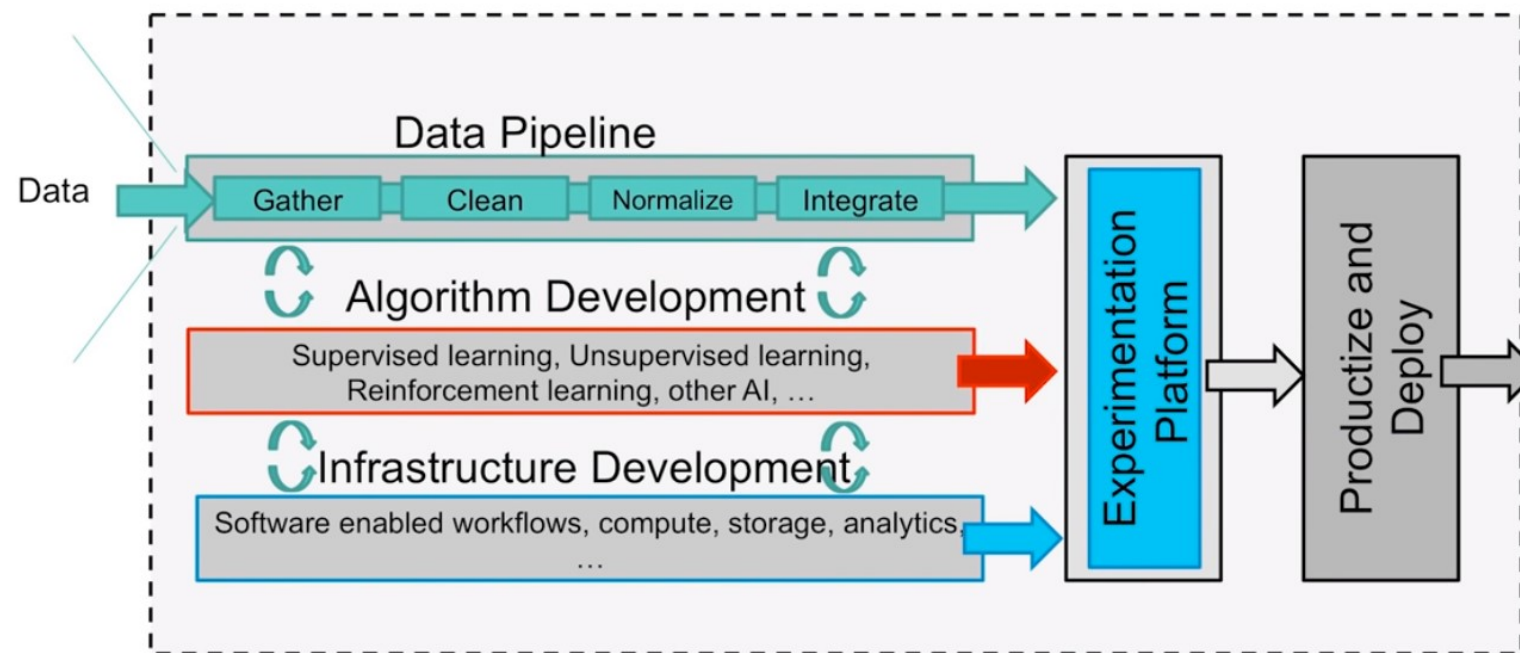 Data Pipeline
Data
Gather
Clean
Normalize
Integrate
Algorithm Development
Supervised learning, Unsupervised learning,
Reinforcement learning, other AI, …
Infrastructure Development
Software enabled workflows, compute, storage, analytics,
…
Experimentation
Platform
Productize and
Deploy